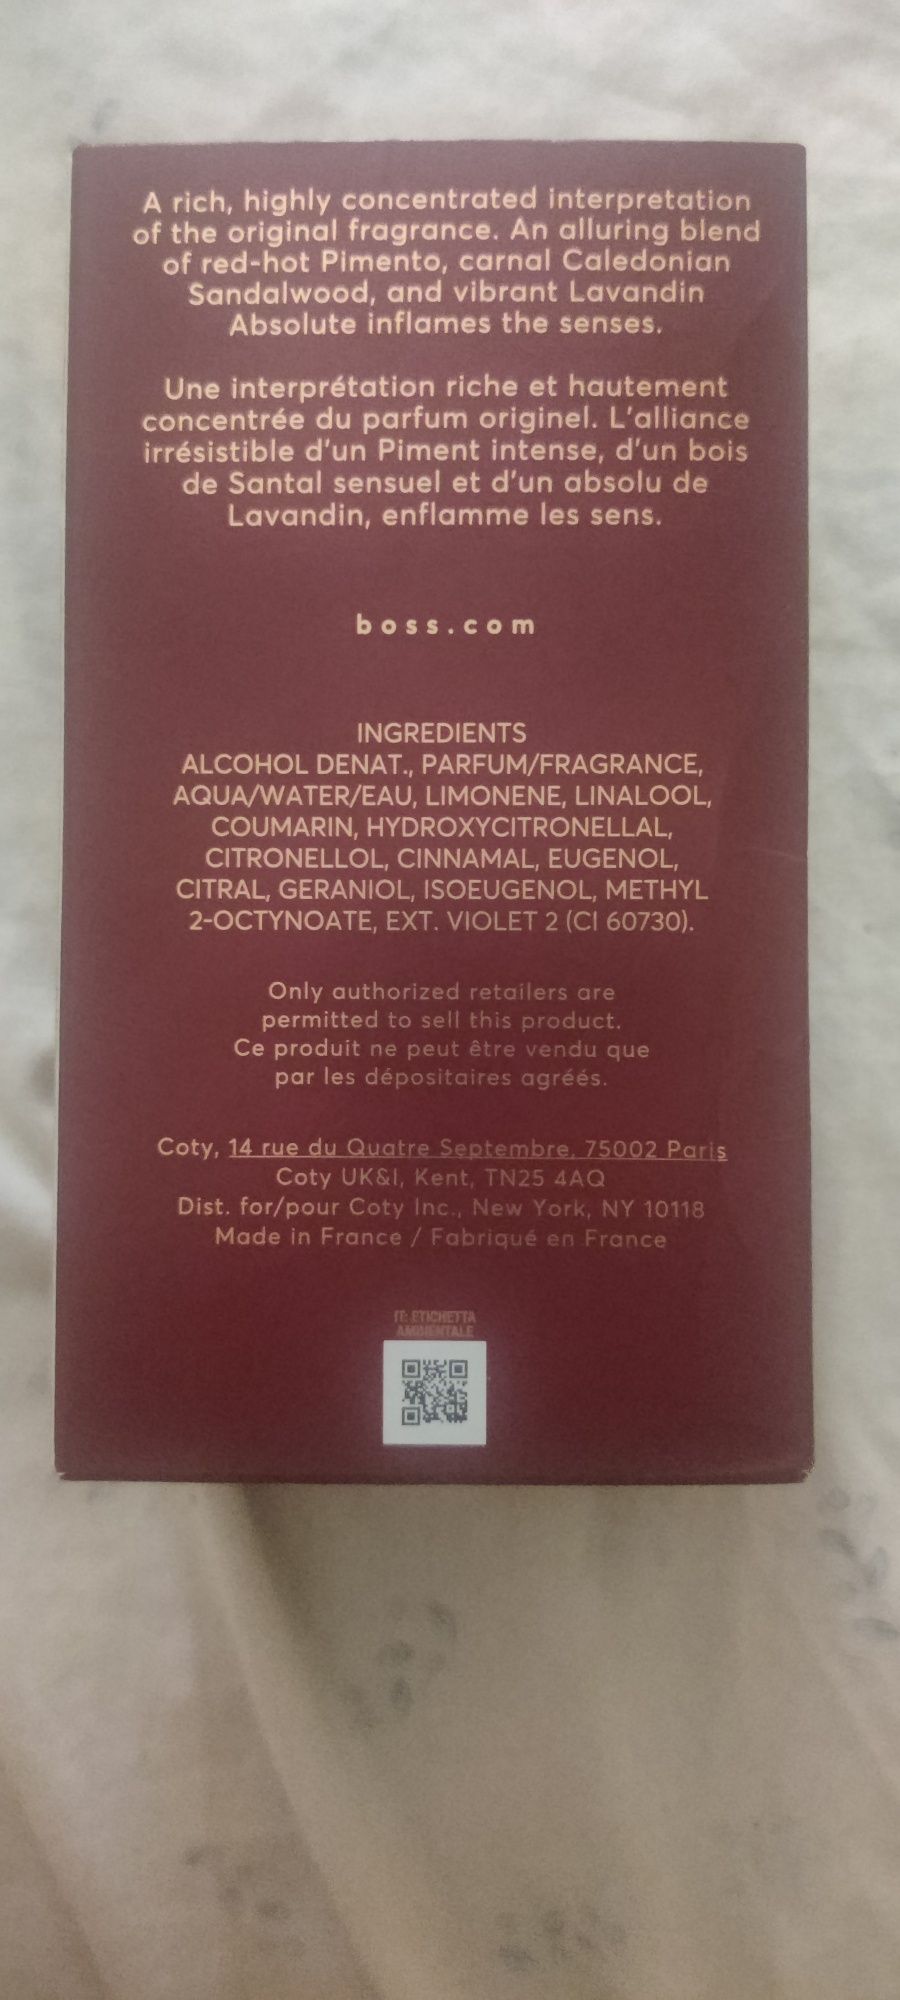 A rich, highly concentrated interpretation
of the original fragrance. An alluring blend
of red-hot Pimento, carnal Caledonian
Sandalwood, and vibrant Lavandin
Absolute inflames the senses.
Une interprétation riche et hautement
concentrée du parfum originel. L'alliance
irrésistible d'un Piment intense, d'un bois
de Santal sensuel et d'un absolu de
Lavandin, enflamme les sens.
boss.com
INGREDIENTS
ALCOHOL DENAT., PARFUM/FRAGRANCE,
AQUA/WATER/EAU, LIMONENE, LINALOOL,
COUMARIN, HYDROXYCITRONELLAL,
CITRONELLOL, CINNAMAL, EUGENOL,
CITRAL, GERANIOL, ISOEUGENOL, METHYL
2-OCTYNOATE, EXT. VIOLET 2 (CI 60730).
Only authorized retailers are
permitted to sell this product.
Ce produit ne peut être vendu que
par les dépositaires agréés.
Coty, 14 rue du Quatre Septembre, 75002 Paris
Coty UK&I, Kent, TN25 4AQ
Dist. for/pour Coty Inc., New York, NY 10118
Made in France / Fabriqué en France
IT: ETICHETTA
AMBIENTALE